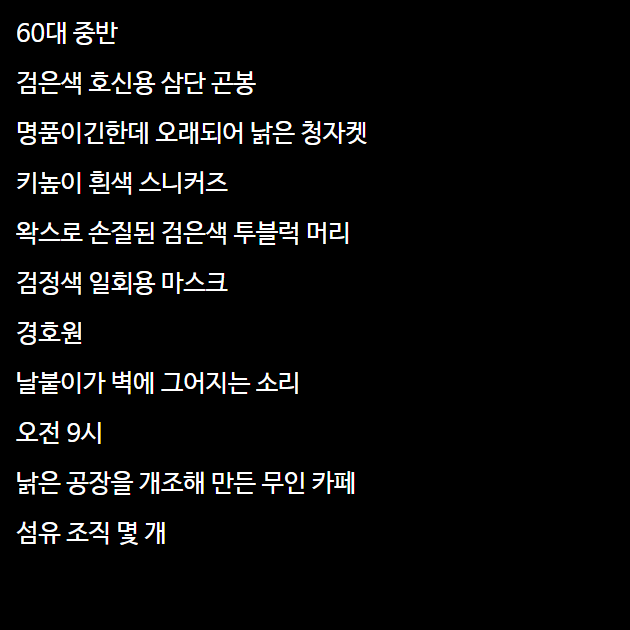 60대 중반
검은색 호신용 삼단 곤봉
명품이긴한데 오래되어 낡은 청자켓
키높이 흰색 스니커즈
왁스로 손질된 검은색 투블럭 머리
검정색 일회용 마스크
경호원
날붙이가 벽에 그어지는 소리
오전 9시
낡은 공장을 개조해 만든 무인 카페
섬유 조직 몇 개